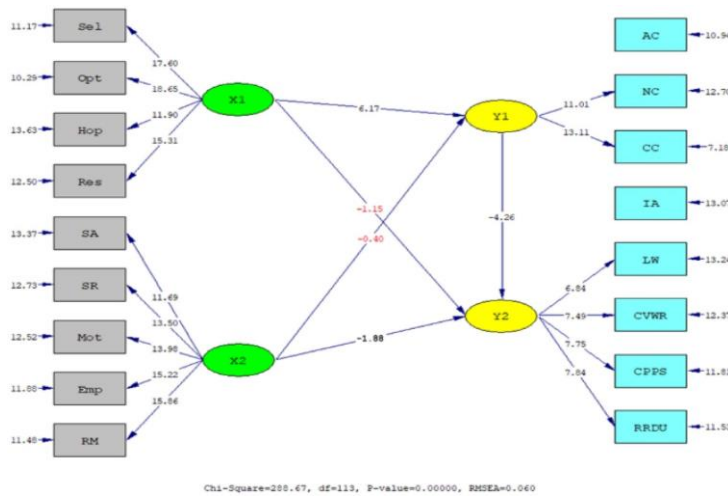 11.17 Sel
10.29 Opt
13.63 Hop
12.50 Res
13.37 SA
12.73 SR
12.52 Mot
11.88 Emp
11.48 RM
17.60
18.65
11.90
15.31
11.69
13.50
13.98
15.22
15.86
X1
X2
6.17
-1.15
-0.40
-1.88
Y1
-4.26
Y2
11.01
13.11
6.84
7.49
7.75
7.84
AC 10.94
NC 12.70
CC 7.18
IA 13.07
LW 13.24
CVWR 12.37
CPPS
RRDU
Chi-Square=288.67, df=113, P-value=0.00000, RMSEA=0.060